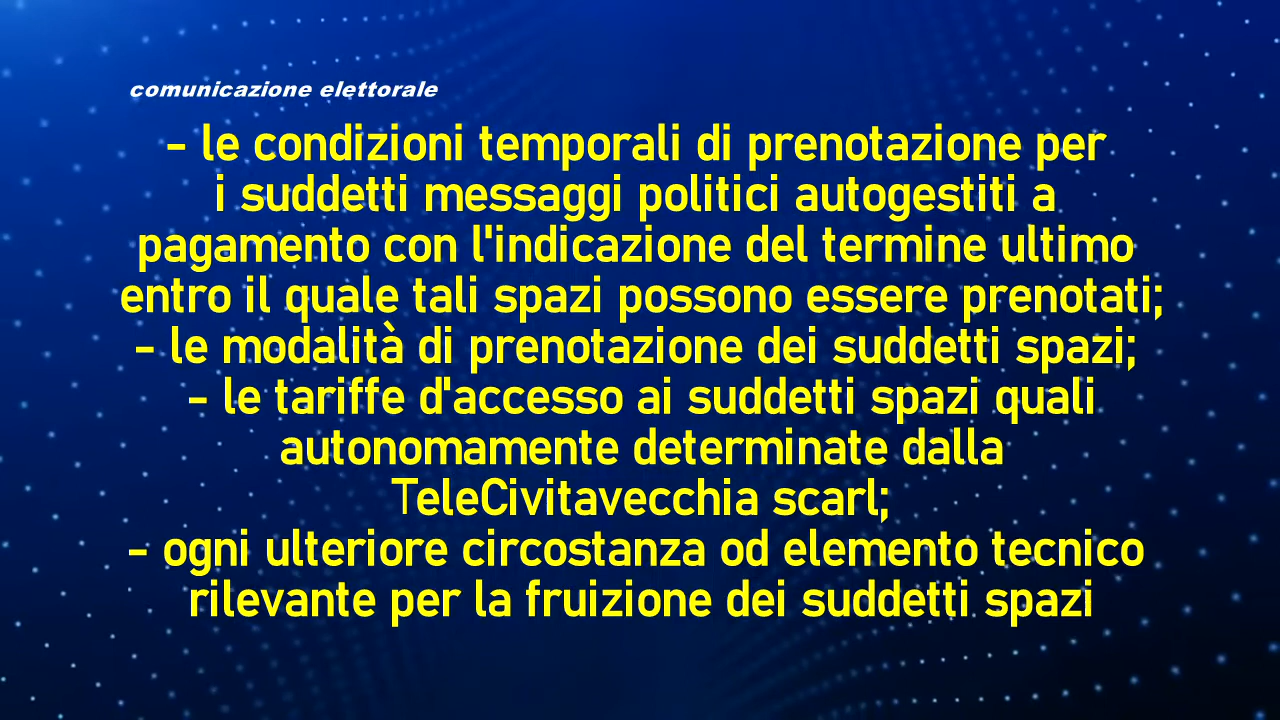 comunicazione elettorale
- le condizioni temporali di prenotazione per
i suddetti messaggi politici autogestiti a
pagamento con l'indicazione del termine ultimo
entro il quale tali spazi possono essere prenotati;
- le modalità di prenotazione dei suddetti spazi;
- le tariffe d'accesso ai suddetti spazi quali
autonomamente determinate dalla
TeleCivitavecchia scarl;
- ogni ulteriore circostanza od elemento tecnico
rilevante per la fruizione dei suddetti spazi